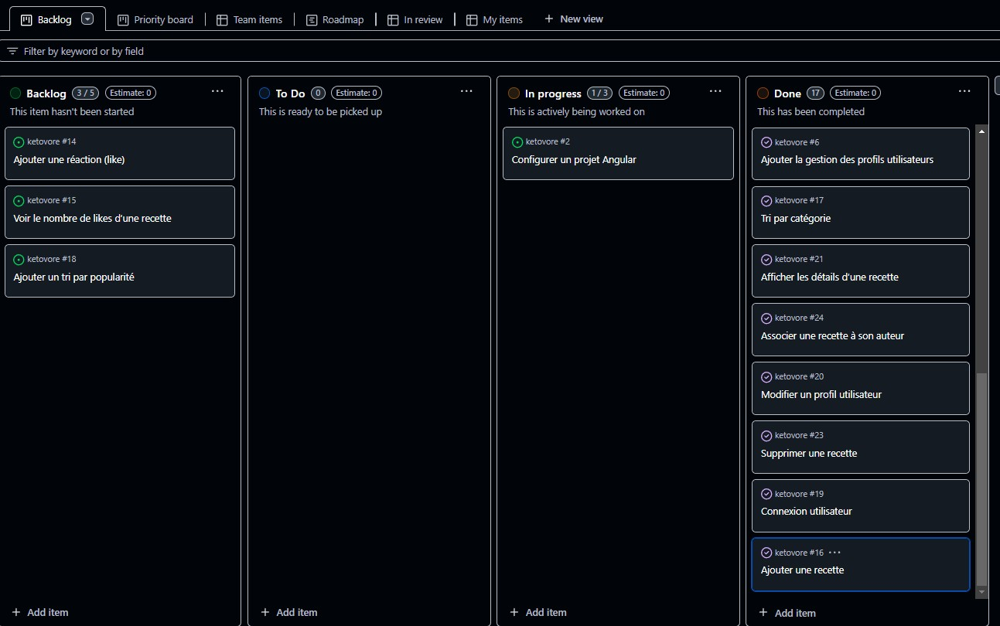 Backlog
Priority board
Team items
Roadmap
In review
My items
New view
Filter by keyword or by field
Backlog 3 / 5 Estimate: 0
This item hasn't been started
ketovore #14
Ajouter une réaction (like)
ketovore #15
Voir le nombre de likes d'une recette
ketovore #18
Ajouter un tri par popularité
Add item
To Do 0 Estimate: 0
This is ready to be picked up
Add item
In progress 1 / 3 Estimate: 0
This is actively being worked on
ketovore #2
Configurer un projet Angular
Add item
Done 17 Estimate: 0
This has been completed
ketovore #6
Ajouter la gestion des profils utilisateurs
ketovore #17
Tri par catégorie
ketovore #21
Afficher les détails d'une recette
ketovore #24
Associer une recette à son auteur
ketovore #20
Modifier un profil utilisateur
ketovore #23
Supprimer une recette
ketovore #19
Connexion utilisateur
ketovore #16
Ajouter une recette
Add item